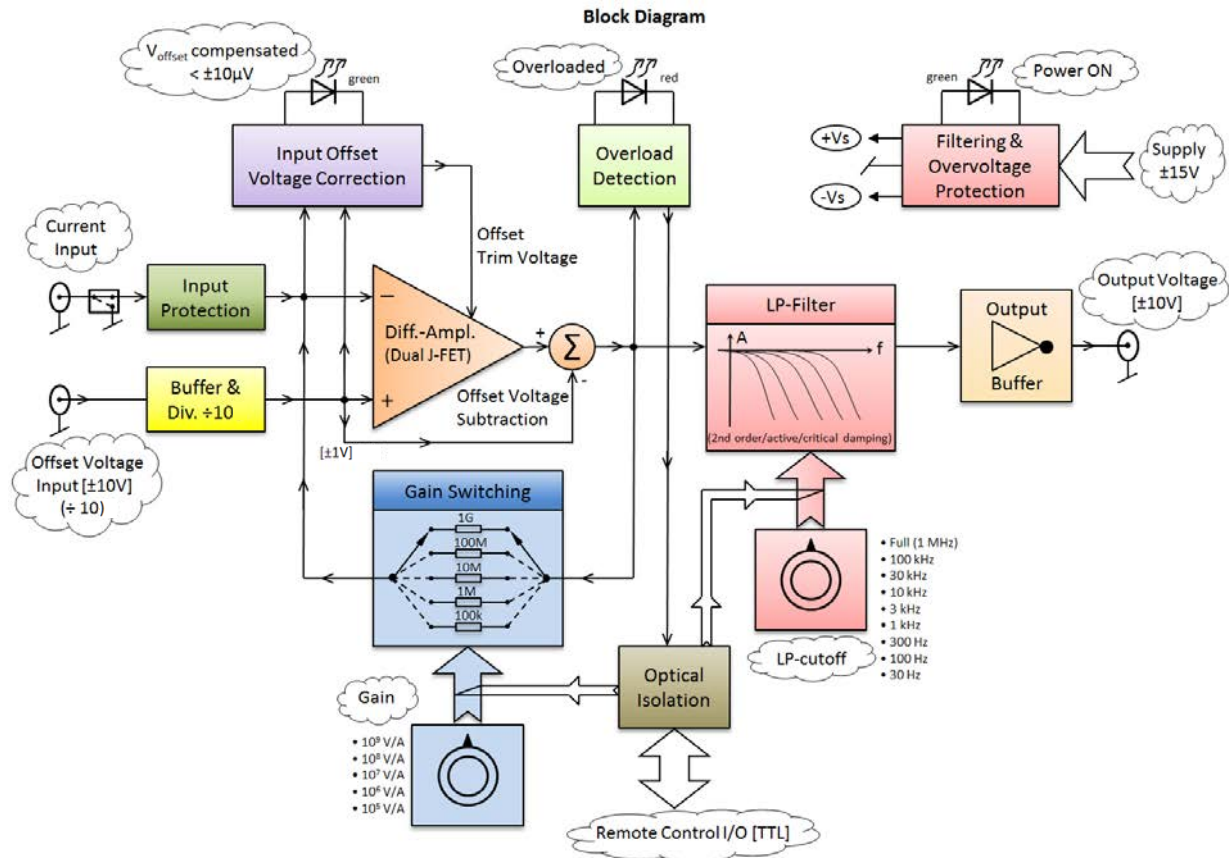 Block Diagram
V offset compensated
< ±10µV
green
Overloaded
red
green
Power ON
Input Offset
Voltage Correction
Overload
Detection
+Vs
-Vs
Filtering &
Overvoltage
Protection
Supply
±15V
Current
Input
Offset
Trim Voltage
Input
Protection
−
Diff.-Ampl.
(Dual J-FET)
+
+
Σ
-
Offset Voltage
Subtraction
LP-Filter
A
f
(2nd order/active/critical damping)
Output
Buffer
Output Voltage
[±10V]
Buffer &
Div. ÷10
[±1V]
Offset Voltage
Input [±10V]
(÷ 10)
Gain Switching
1G
100M
10M
1M
100k
• Full (1 MHz)
• 100 kHz
• 30 kHz
• 10 kHz
• 3 kHz
• 1 kHz
• 300 Hz
• 100 Hz
• 30 Hz
LP-cutoff
Optical
Isolation
Gain
• 10⁹ V/A
• 10⁸ V/A
• 10⁷ V/A
• 10⁶ V/A
• 10⁵ V/A
Remote Control I/O [TTL]